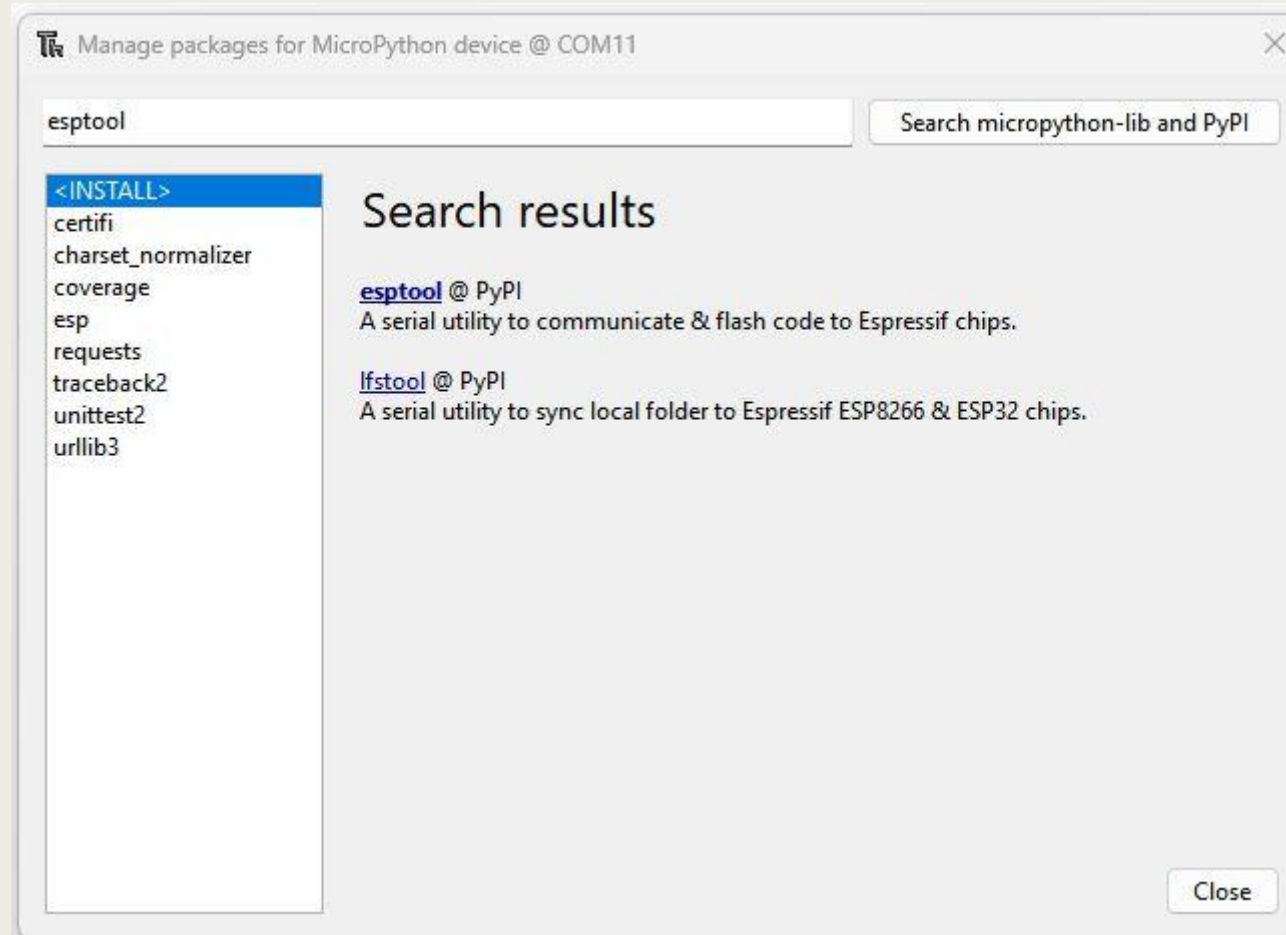 Manage packages for MicroPython device @ COM11
esptool
Search micropython-lib and PyPI
<INSTALL>
certifi
charset_normalizer
coverage
esp
requests
traceback2
unittest2
urllib3
Search results
esptool @ PyPI
A serial utility to communicate & flash code to Espressif chips.
lfstool @ PyPI
A serial utility to sync local folder to Espressif ESP8266 & ESP32 chips.
Close